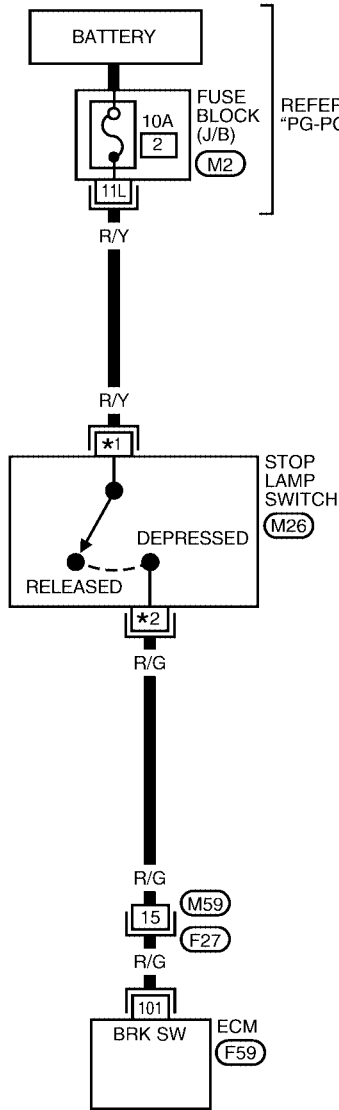 BATTERY
FUSE
BLOCK
(J/B)
REFER
"PG-PO
10A
2
M2
11L
R/Y
R/Y
*1
STOP
LAMP
SWITCH
M26
DEPRESSED
RELEASED
*2
R/G
R/G
M59
15
F27
R/G
101
BRK SW
ECM
F59